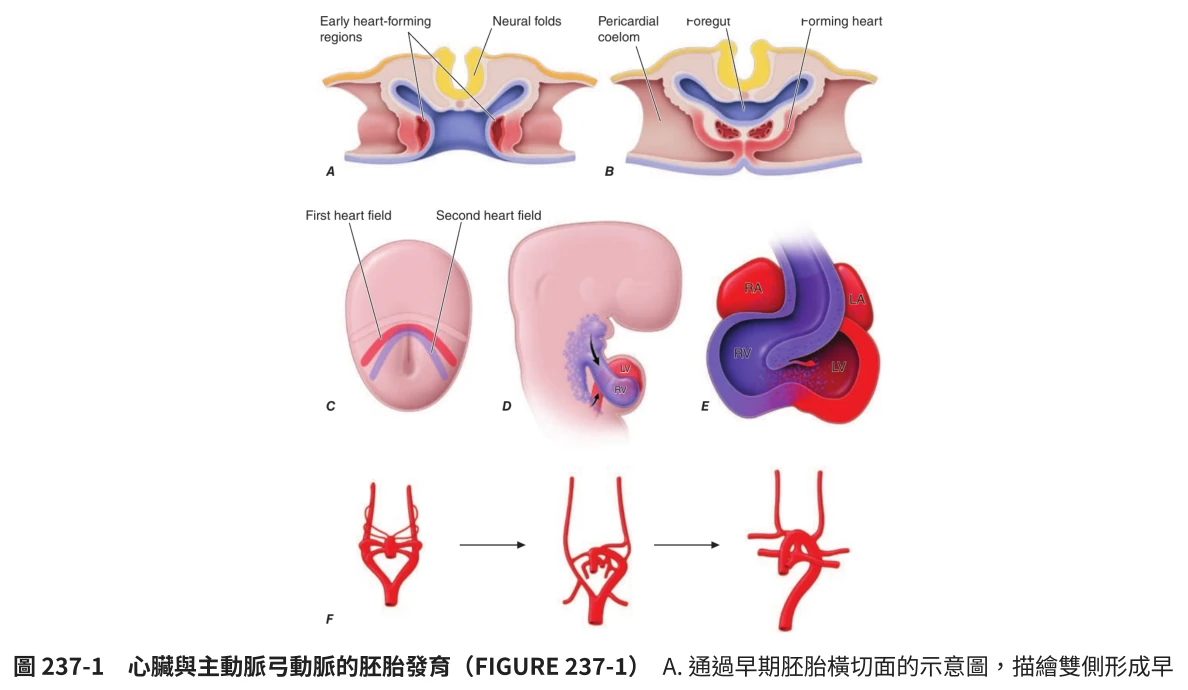 Early heart-forming regions
Neural folds
Pericardial coelom
Foregut
Forming heart
A
B
First heart field
Second heart field
LV
RV
RA
LA
RV
LV
C
D
E
F
圖 237-1 心臟與主動脈弓動脈的胚胎發育（FIGURE 237-1） A. 通過早期胚胎橫切面的示意圖，描繪雙側形成早